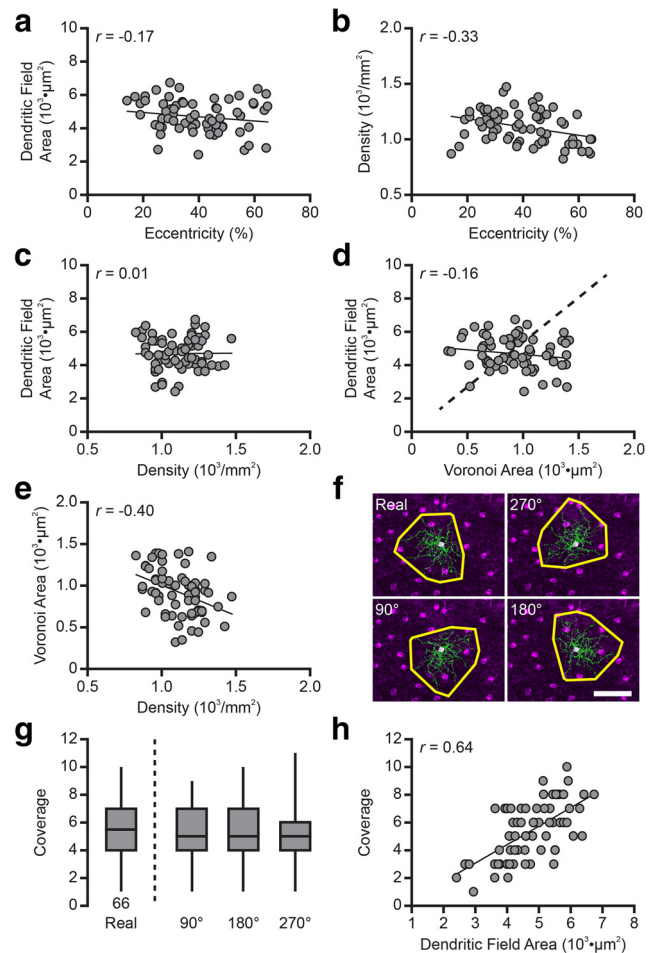 a
r = -0.17
Dendritic Field
Area (10³•µm²)
10
8
6
4
2
0
0 20 40 60 80
Eccentricity (%)
b
r = -0.33
Density (10³/mm²)
2.0
1.5
1.0
0.5
0 20 40 60 80
Eccentricity (%)
c
r = 0.01
Dendritic Field
Area (10³•µm²)
10
8
6
4
2
0
0.5 1.0 1.5 2.0
Density (10³/mm²)
d
r = -0.16
Dendritic Field
Area (10³•µm²)
10
8
6
4
2
0
0 0.5 1.0 1.5 2.0
Voronoi Area (10³•µm²)
e
r = -0.40
Voronoi Area (10³•µm²)
2.0
1.5
1.0
0.5
0
0.5 1.0 1.5 2.0
Density (10³/mm²)
f
Real
270°
90°
180°
g
Coverage
12
10
8
6
4
2
0
66
Real 90° 180° 270°
h
r = 0.64
Coverage
12
10
8
6
4
2
0
1 2 3 4 5 6 7 8
Dendritic Field Area (10³•µm²)